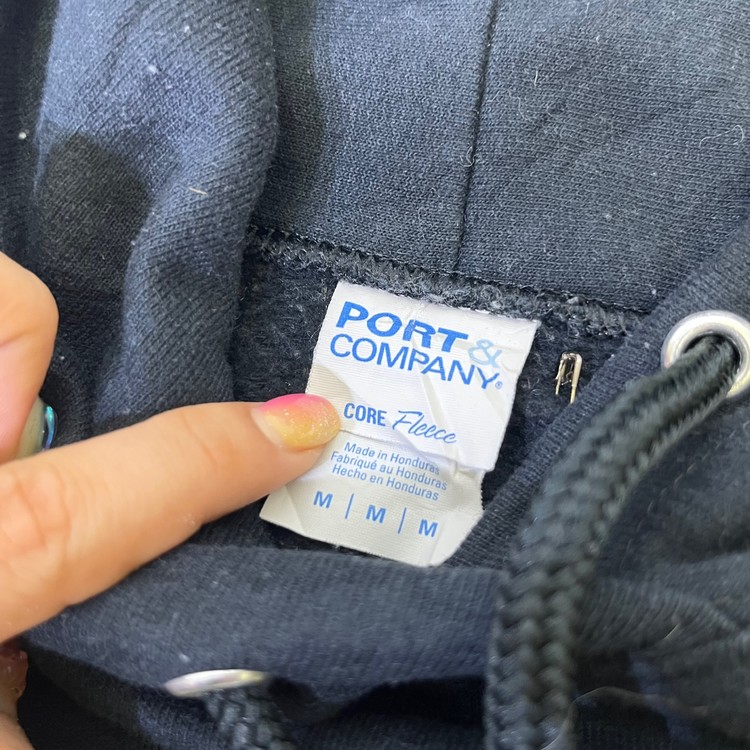 PORT &
COMPANY®
CORE Fleece
Made in Honduras
Fabriqué au Honduras
Hecho en Honduras
M | M | M